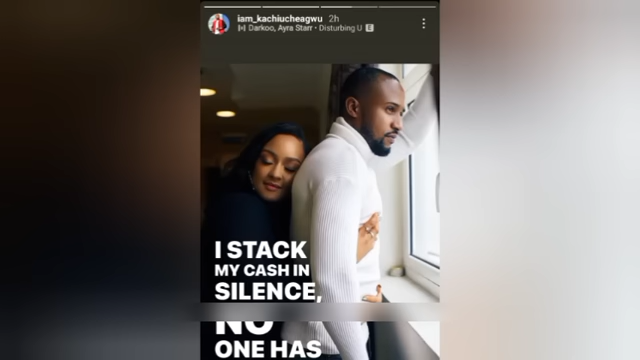 iam_kachiucheagwu 2h
Darkoo, Ayra Starr • Disturbing U E
I STACK
MY CASH IN
SILENCE,
NO
ONE HAS